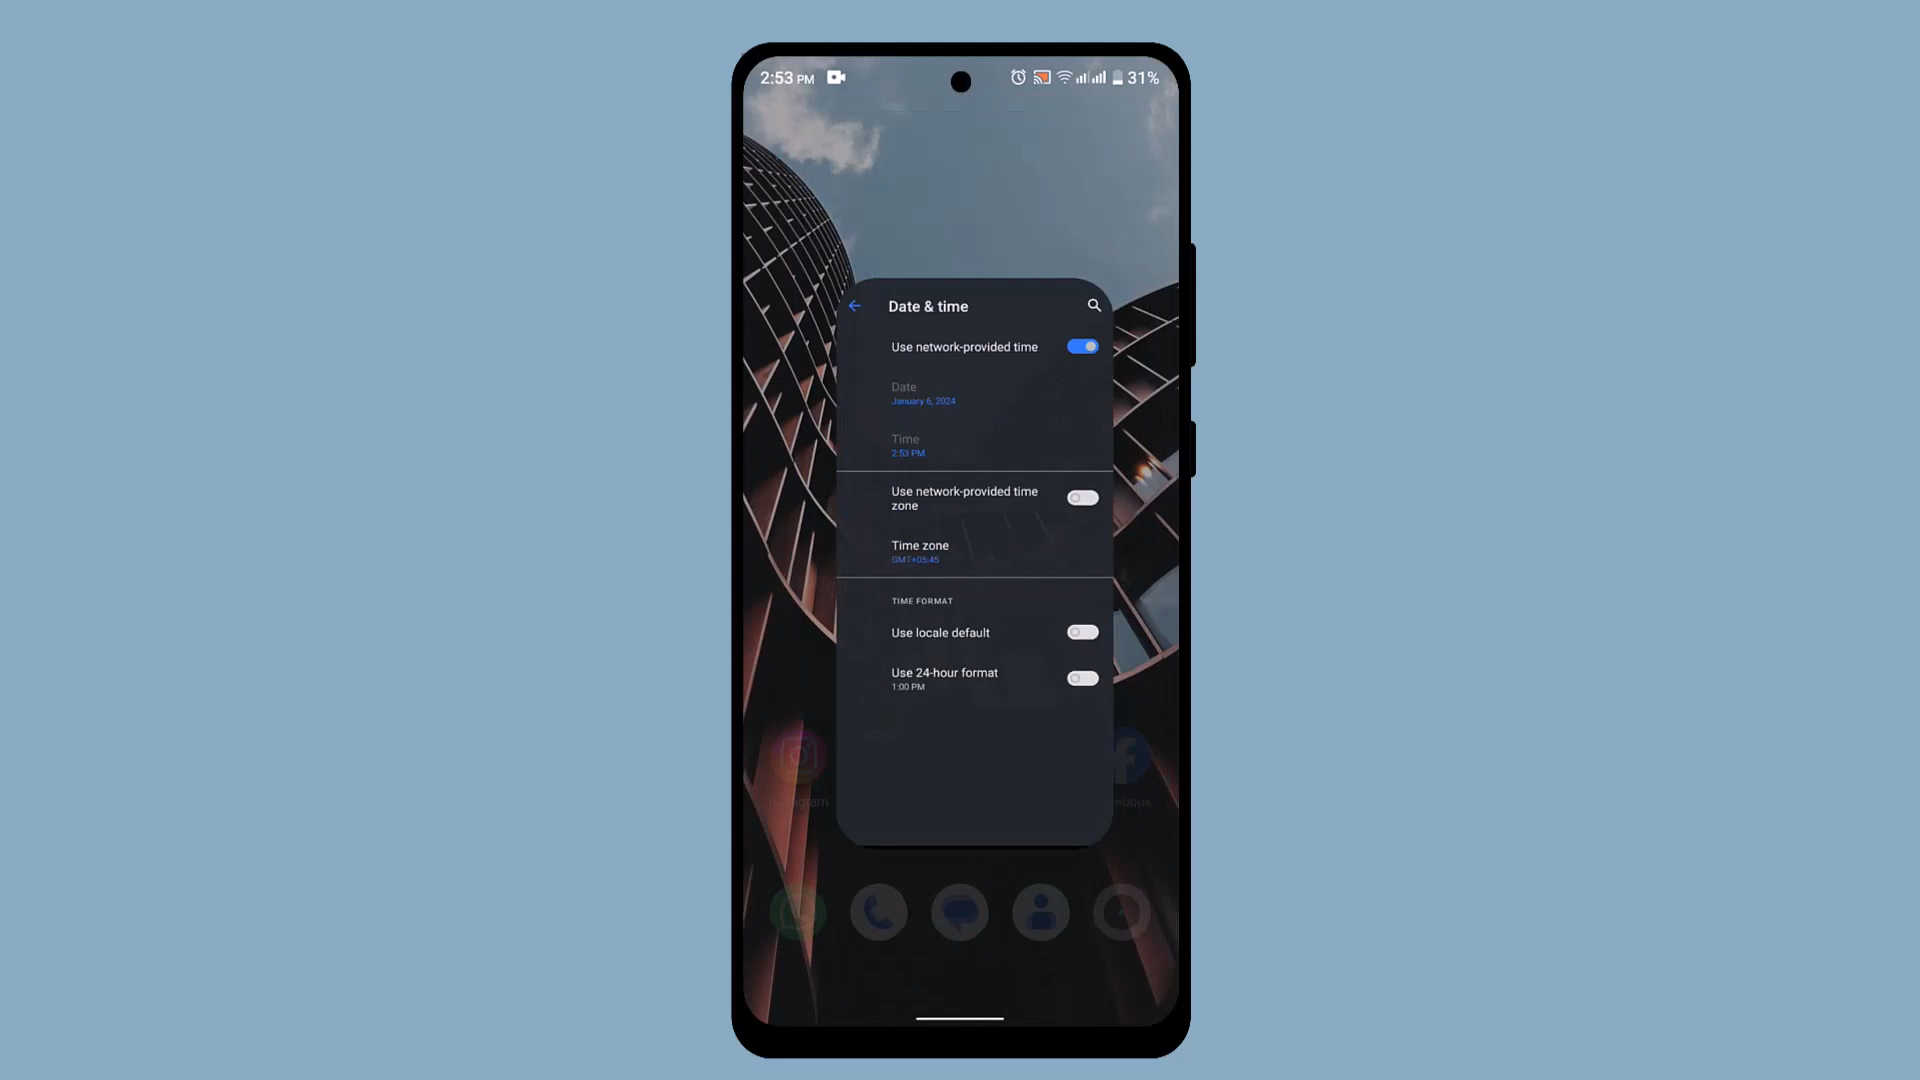 2:53 PM
31%
Date & time
Use network-provided time
Date
January 6, 2024
Time
2:53 PM
Use network-provided time
zone
Time zone
GMT+05:45
TIME FORMAT
Use locale default
Use 24-hour format
1:00 PM